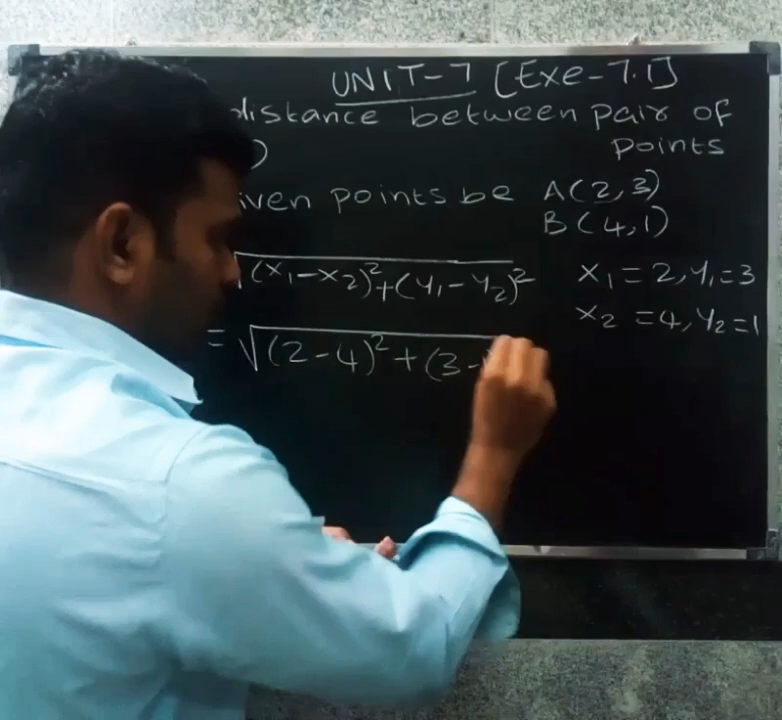 UNIT-7 [Exe-7.1]
distance between pair of
) points
iven points be A(2,3)
B(4,1)
√(x₁-x₂)²+(y₁-y₂)² x₁=2,y₁=3
x₂=4,y₂=1
=√(2-4)²+(3-